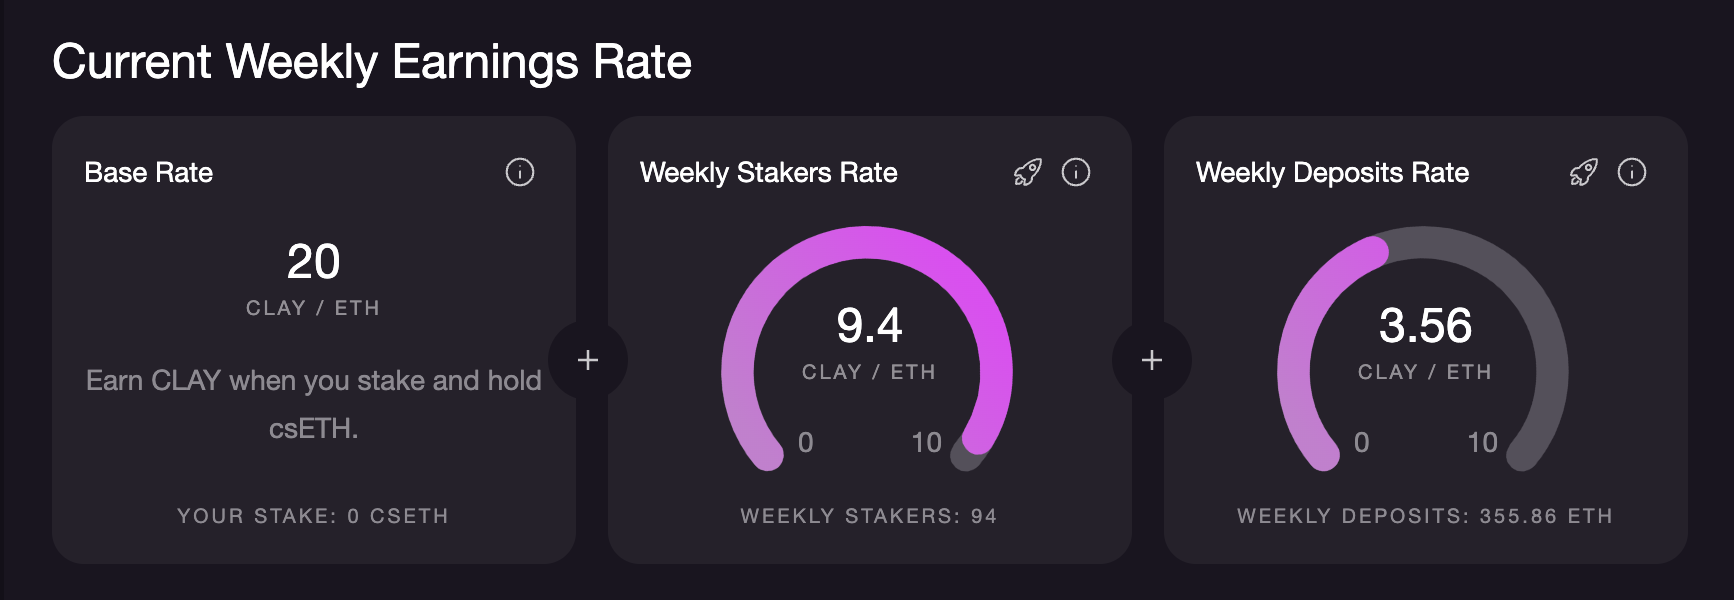 Current Weekly Earnings Rate
Base Rate
20
CLAY / ETH
Earn CLAY when you stake and hold
csETH.
YOUR STAKE: 0 CSETH
+
Weekly Stakers Rate
9.4
CLAY / ETH
0 10
WEEKLY STAKERS: 94
+
Weekly Deposits Rate
3.56
CLAY / ETH
0 10
WEEKLY DEPOSITS: 355.86 ETH